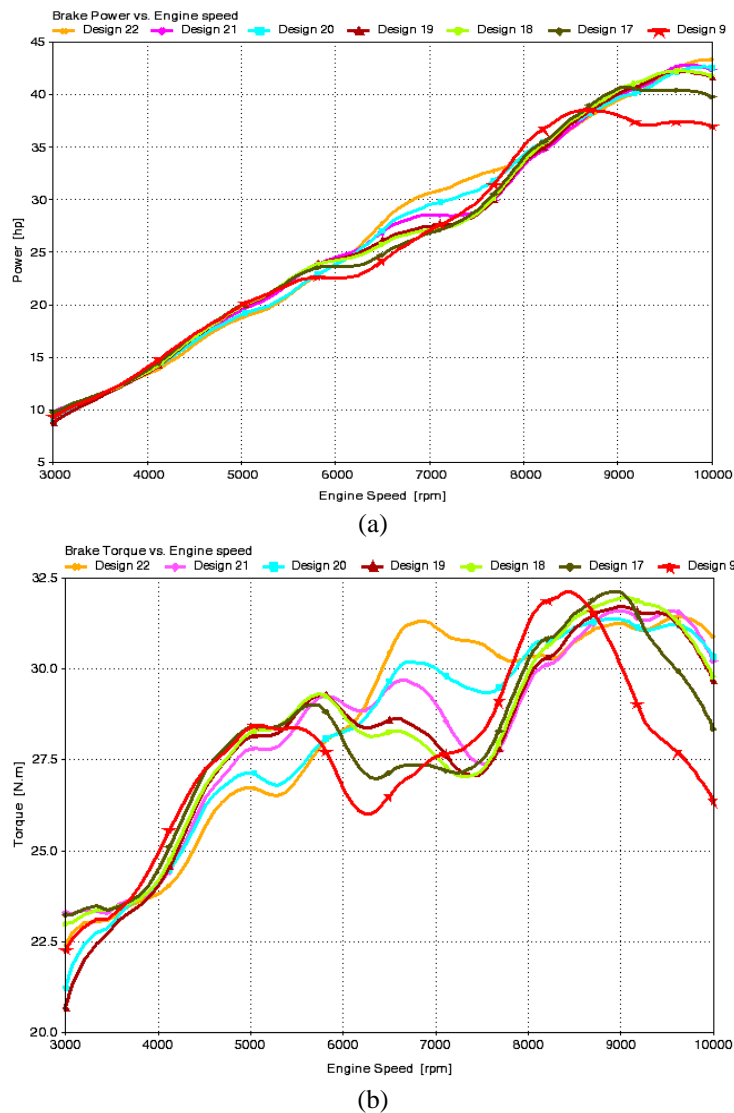 Brake Power vs. Engine speed
Design 22 Design 21 Design 20 Design 19 Design 18 Design 17 Design 9
45
40
35
30
25
20
15
10
5
Power [hp]
3000 4000 5000 6000 7000 8000 9000 10000
Engine Speed [rpm]
(a)
Brake Torque vs. Engine speed
Design 22 Design 21 Design 20 Design 19 Design 18 Design 17 Design 9
32.5
30.0
27.5
25.0
22.5
20.0
Torque [N.m]
3000 4000 5000 6000 7000 8000 9000 10000
Engine Speed [rpm]
(b)